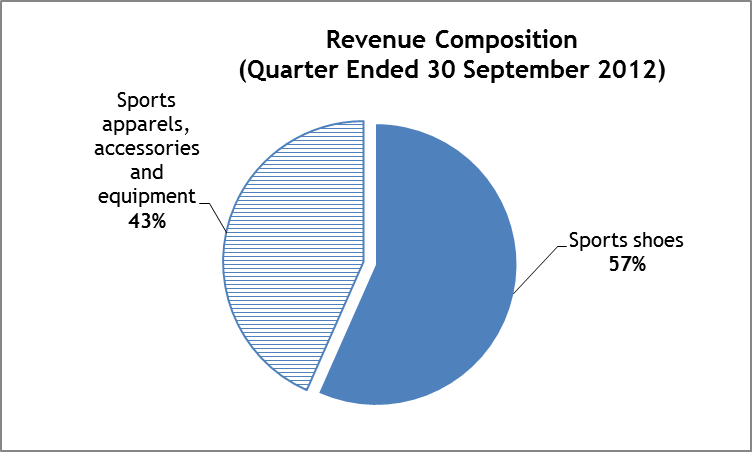 Revenue Composition
(Quarter Ended 30 September 2012)
Sports
apparels,
accessories
and
equipment
43%
Sports shoes
57%